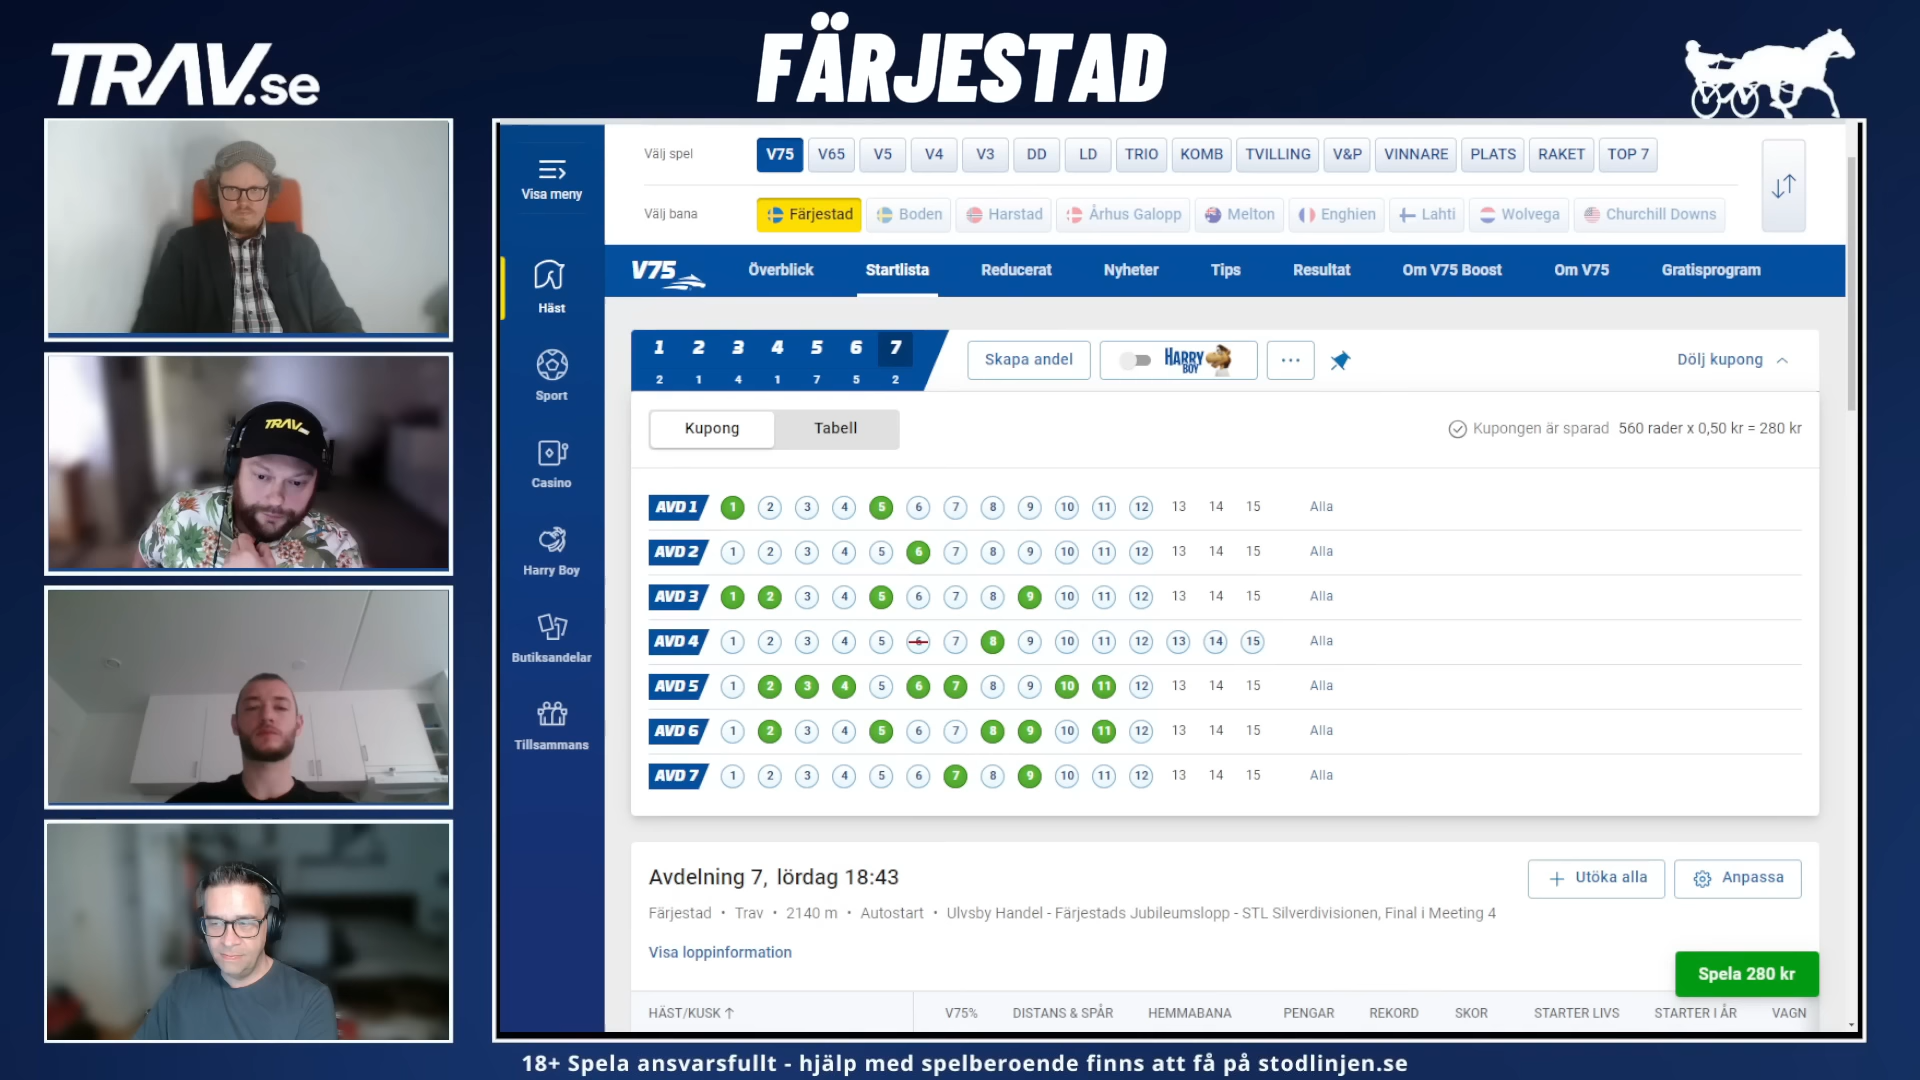 TRAV.se
FÄRJESTAD
TRAV.se
Visa meny
Häst
Sport
Casino
Harry Boy
Butiksandelar
Tillsammans
Välj spel V75 V65 V5 V4 V3 DD LD TRIO KOMB TVILLING V&P VINNARE PLATS RAKET TOP 7
Välj bana Färjestad Boden Harstad Århus Galopp Melton Enghien Lahti Wolvega Churchill Downs
V75 Överblick Startlista Reducerat Nyheter Tips Resultat Om V75 Boost Om V75 Gratisprogram
1 2 3 4 5 6 7
2 1 4 1 7 5 2
Skapa andel HARRY BOY ... Dölj kupong
Kupong Tabell Kupongen är sparad 560 rader x 0,50 kr = 280 kr
AVD 1 1 2 3 4 5 6 7 8 9 10 11 12 13 14 15 Alla
AVD 2 1 2 3 4 5 6 7 8 9 10 11 12 13 14 15 Alla
AVD 3 1 2 3 4 5 6 7 8 9 10 11 12 13 14 15 Alla
AVD 4 1 2 3 4 5 6 7 8 9 10 11 12 13 14 15 Alla
AVD 5 1 2 3 4 5 6 7 8 9 10 11 12 13 14 15 Alla
AVD 6 1 2 3 4 5 6 7 8 9 10 11 12 13 14 15 Alla
AVD 7 1 2 3 4 5 6 7 8 9 10 11 12 13 14 15 Alla
Avdelning 7, lördag 18:43
Utöka alla Anpassa
Färjestad • Trav • 2140 m • Autostart • Ulvsby Handel - Färjestads Jubileumslopp - STL Silverdivisionen, Final i Meeting 4
Visa loppinformation
Spela 280 kr
HÄST/KUSK V75% DISTANS & SPÅR HEMMABANA PENGAR REKORD SKOR STARTER LIVS STARTER I ÅR VAGN
18+ Spela ansvarsfullt - hjälp med spelberoende finns att få på stodlinjen.se